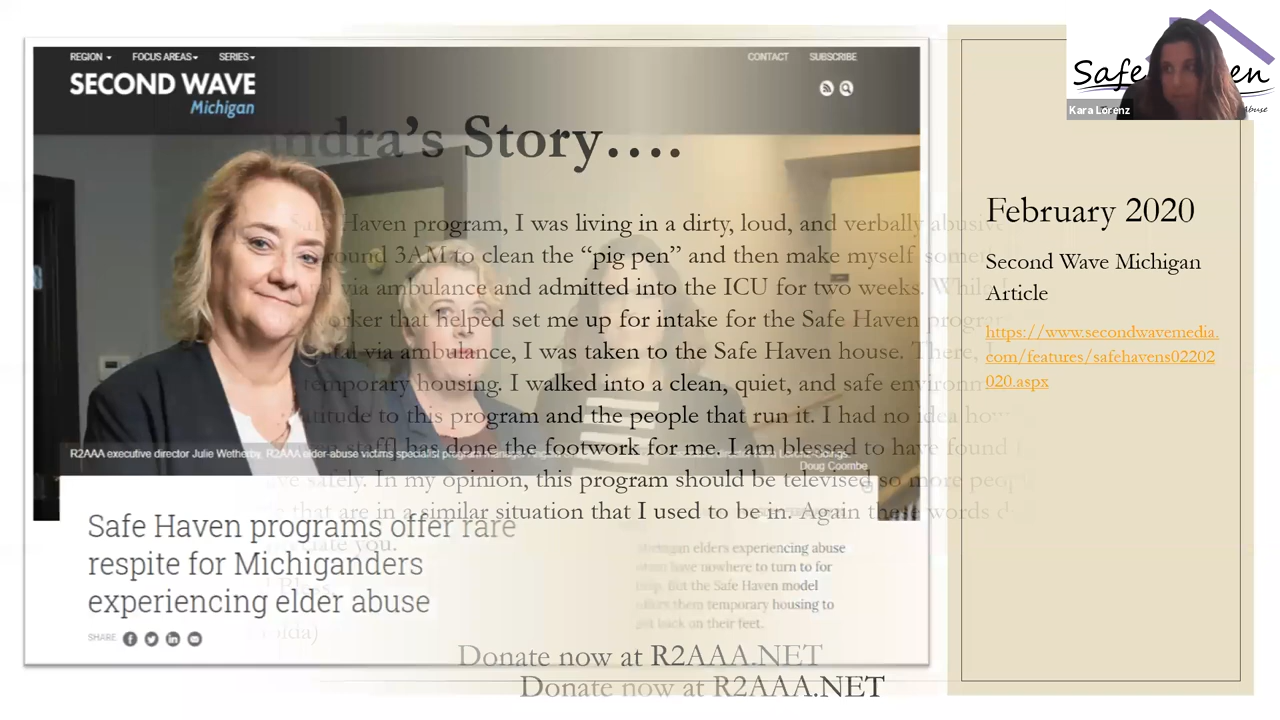 REGION FOCUS AREAS SERIES CONTACT SUBSCRIBE
SECOND WAVE
Michigan
ndra’s Story….
Safe Haven program, I was living in a dirty, loud, and verbally abusive
around 3AM to clean the “pig pen” and then make myself
via ambulance and admitted into the ICU for two weeks. While I
worker that helped set me up for intake for the Safe Haven program
via ambulance, I was taken to the Safe Haven house. There,
temporary housing. I walked into a clean, quiet, and safe
to this program and the people that run it. I had no idea how
staff] has done the footwork for me. I am blessed to have found
safely. In my opinion, this program should be televised so more people
that are in a similar situation that I used to be in. Again these words
you.
R2AAA executive director Julie Wetherby, R2AAA elder-abuse victims specialist program
Doug Coombe
Safe Haven programs offer rare
respite for Michiganders
experiencing elder abuse
SHARE
Michigan elders experiencing abuse
often have nowhere to turn to for
help. But the Safe Haven model
offers them temporary housing to
get back on their feet.
Donate now at R2AAA.NET
Donate now at R2AAA.NET
Safe
en
Abuse
Kara Lorenz
February 2020
Second Wave Michigan
Article
https://www.secondwavemedia.
com/features/safehavens02202
020.aspx